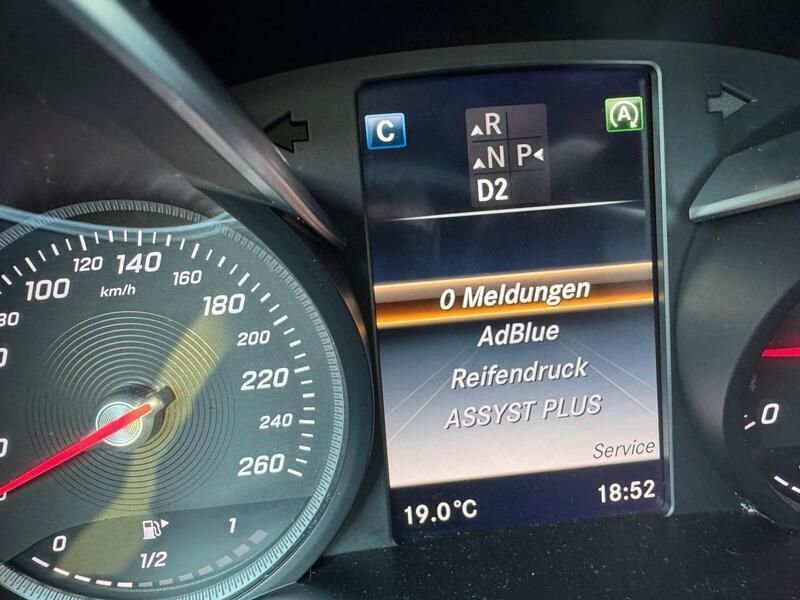 C
R
N P
D2
A
0 Meldungen
AdBlue
Reifendruck
ASSYST PLUS
Service
19.0°C
18:52
100
120
140
160
180
200
220
240
260
km/h
0
1/2
1
0